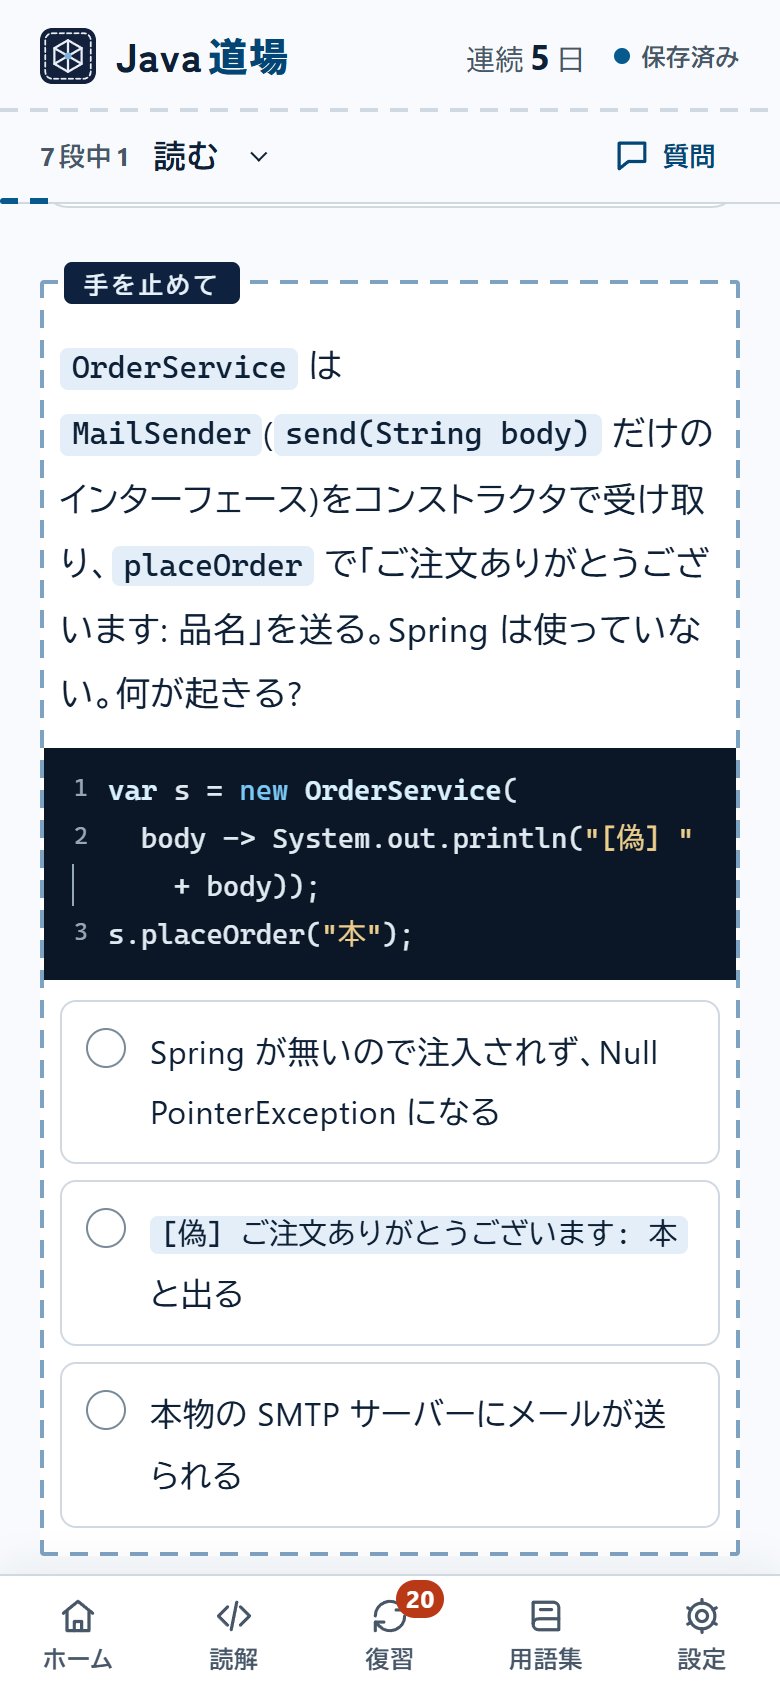 Java道場
連続 5 日
保存済み
7段中1 読む
質問
手を止めて
OrderService は
MailSender(send(String body) だけの
インターフェース)をコンストラクタで受け取
り、placeOrder で「ご注文ありがとうござ
います: 品名」を送る。Spring は使っていな
い。何が起きる?
1 var s = new OrderService(
2 body -> System.out.println("[偽] "
+ body));
3 s.placeOrder("本");
Spring が無いので注入されず、Null
PointerException になる
[偽] ご注文ありがとうございます: 本
と出る
本物の SMTP サーバーにメールが送
られる
20
ホーム
読解
復習
用語集
設定